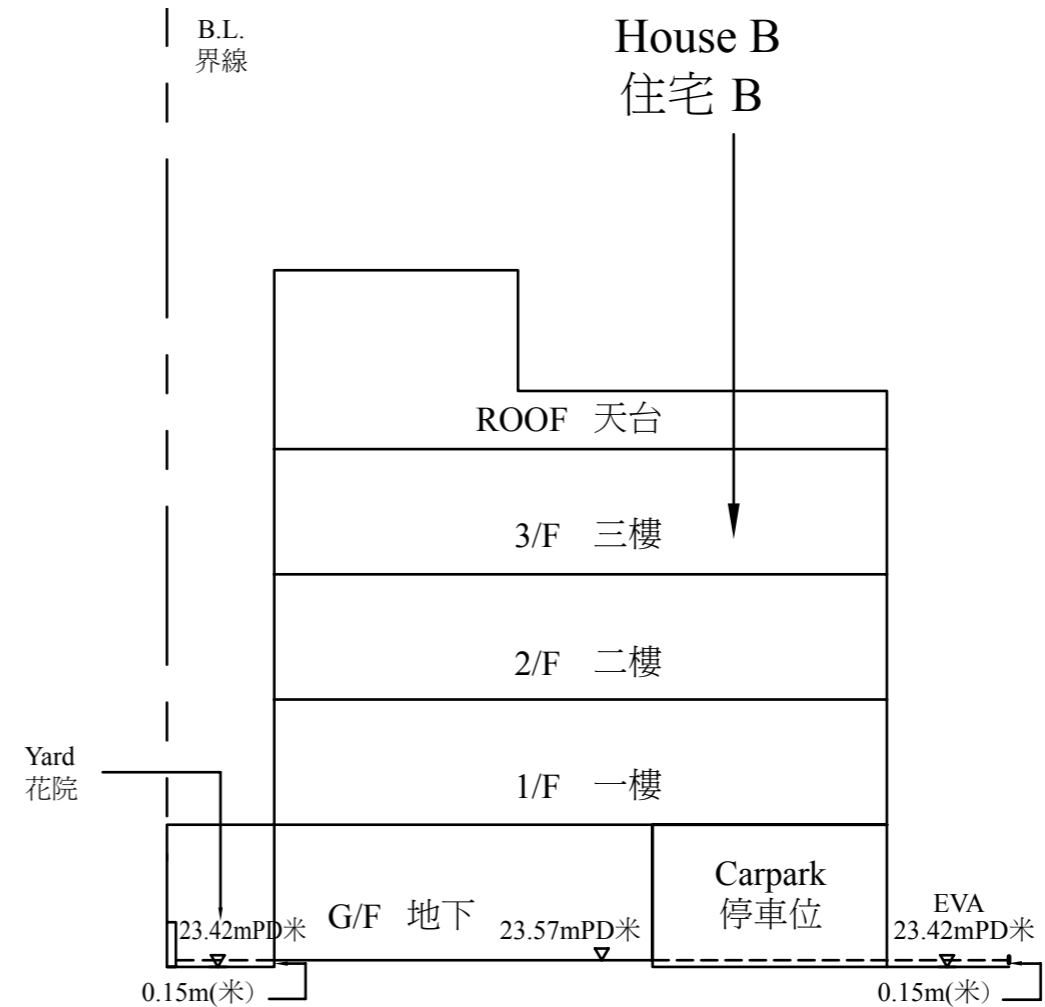 B.L.
界線
House B
住宅 B
ROOF 天台
3/F 三樓
2/F 二樓
Yard
花院
1/F 一樓
Carpark
停車位
G/F 地下
23.42mPD米
23.57mPD米
EVA
23.42mPD米
0.15m(米)
0.15m(米)